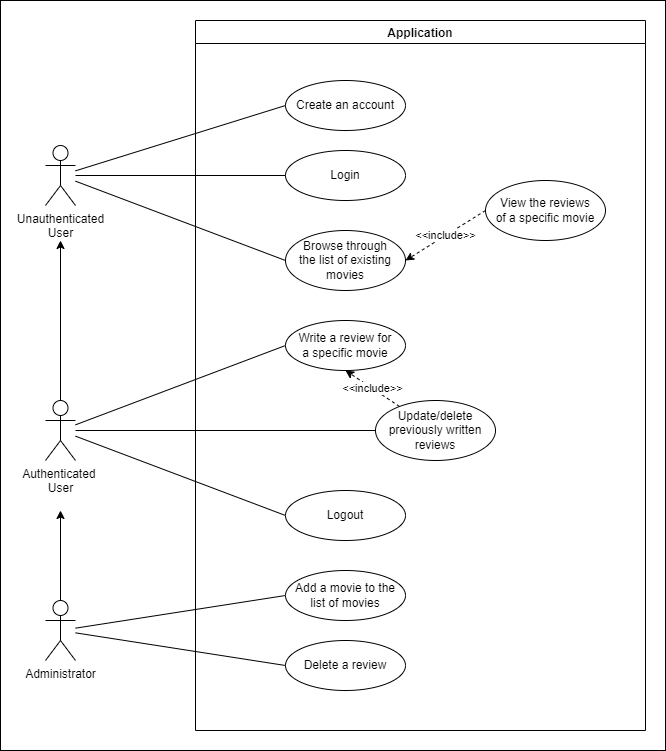 Application
Create an account
Login
Unauthenticated
User
View the reviews
of a specific movie
<<include>>
Browse through
the list of existing
movies
Write a review for
a specific movie
<<include>>
Update/delete
previously written
reviews
Authenticated
User
Logout
Add a movie to the
list of movies
Delete a review
Administrator